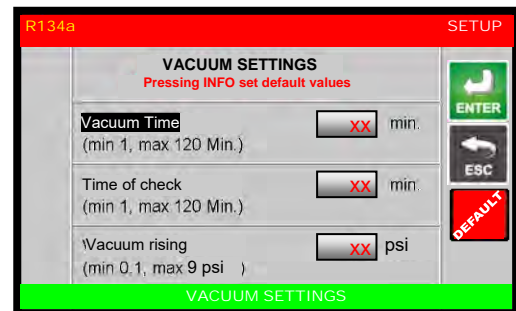 R134a SETUP
VACUUM SETTINGS
Pressing INFO set default values
ENTER
Vacuum Time xx min.
(min 1, max 120 Min.)
ESC
Time of check xx min
(min 1, max 120 Min.)
DEFAULT
Vacuum rising xx psi
(min 0.1, max 9 psi )
VACUUM SETTINGS